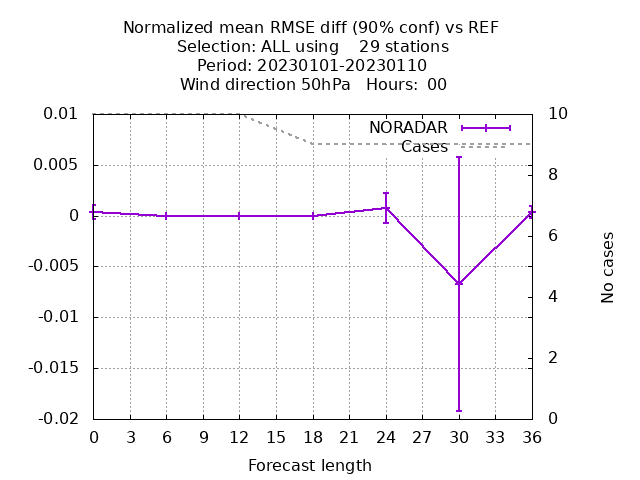 Normalized mean RMSE diff (90% conf) vs REF
Selection: ALL using    29 stations
Period: 20230101-20230110
Wind direction 50hPa   Hours:  00
NORADAR
Cases
0.01
0.005
0
-0.005
-0.01
-0.015
-0.02
10
8
6
4
2
0
No cases
0 3 6 9 12 15 18 21 24 27 30 33 36
Forecast length